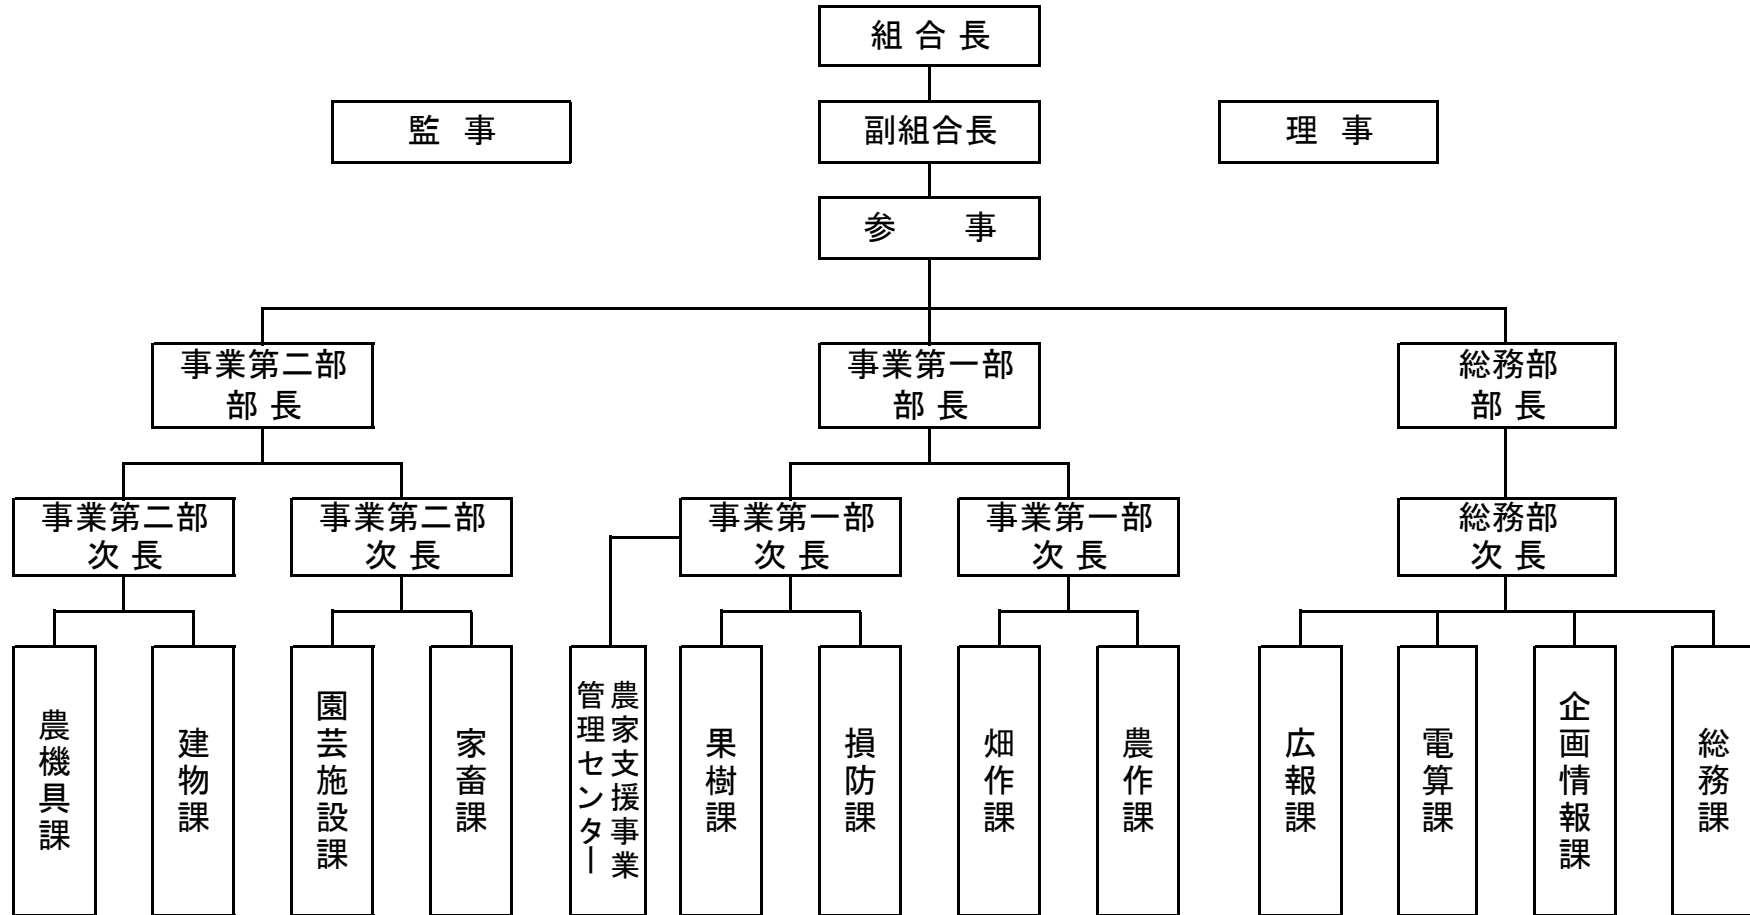 組合長
監事
副組合長
理事
参事
事業第二部
部長
事業第一部
部長
総務部
部長
事業第二部
次長
事業第二部
次長
事業第一部
次長
事業第一部
次長
総務部
次長
農機具課
建物課
園芸施設課
家畜課
農家支援事業
管理センター
果樹課
損防課
畑作課
農作課
広報課
電算課
企画情報課
総務課